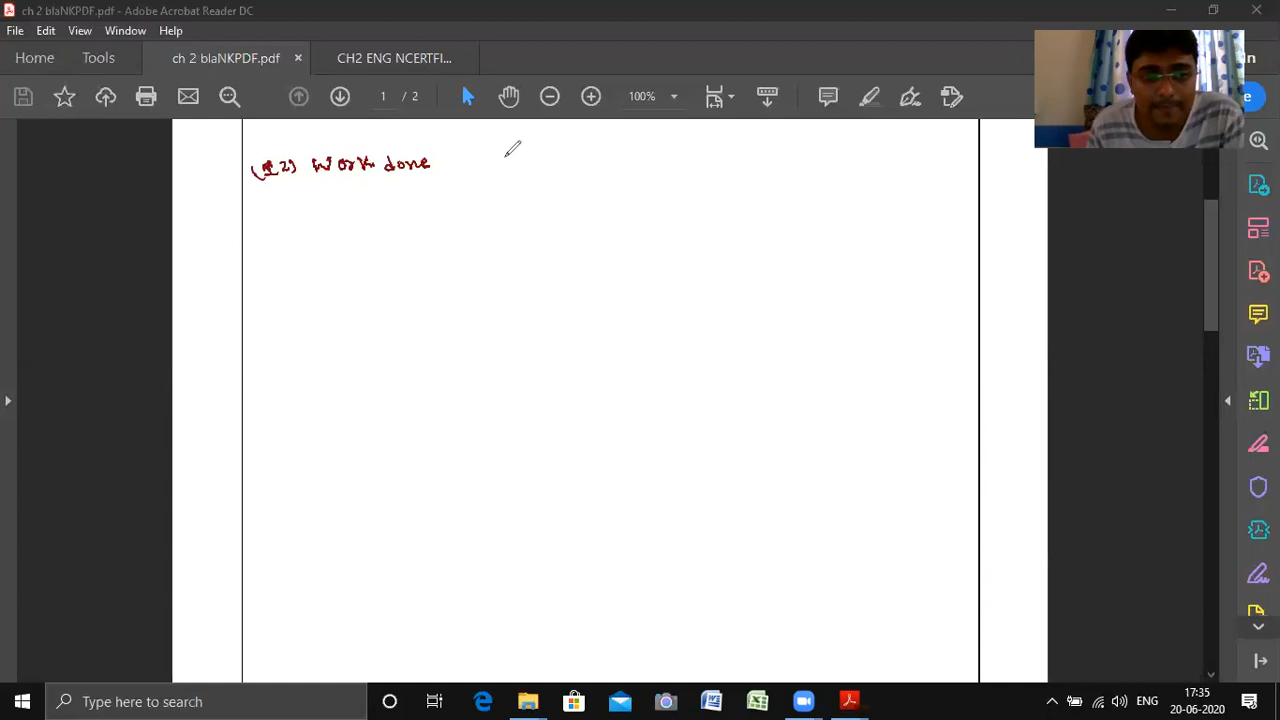 ch 2 blaNKPDF.pdf - Adobe Acrobat Reader DC
File Edit View Window Help
Home Tools ch 2 blaNKPDF.pdf × CH2 ENG NCERTFI... In
1 / 2 100%
work done
Type here to search
ENG
17:35
20-06-2020